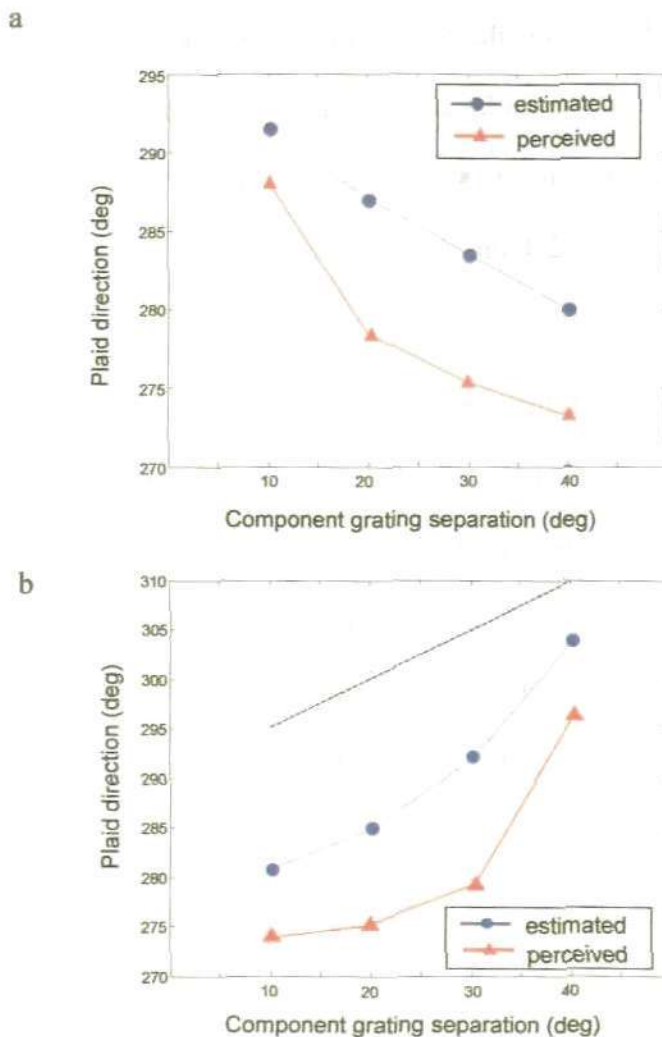 a
295
290
285
280
275
270
Plaid direction (deg)
estimated
perceived
10 20 30 40
Component grating separation (deg)
b
310
305
300
295
290
285
280
275
270
Plaid direction (deg)
estimated
perceived
10 20 30 40
Component grating separation (deg)